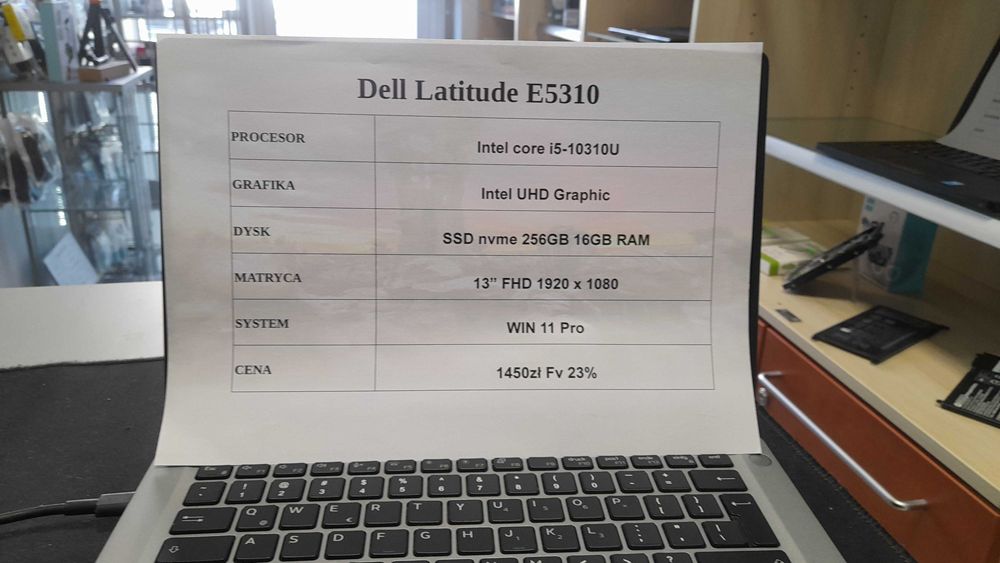 Dell Latitude E5310
PROCESOR Intel core i5-10310U
GRAFIKA Intel UHD Graphic
DYSK SSD nvme 256GB 16GB RAM
MATRYCA 13” FHD 1920 x 1080
SYSTEM WIN 11 Pro
CENA 1450zł Fv 23%
Q W E € R T Y U O P
A S D F G H J K L